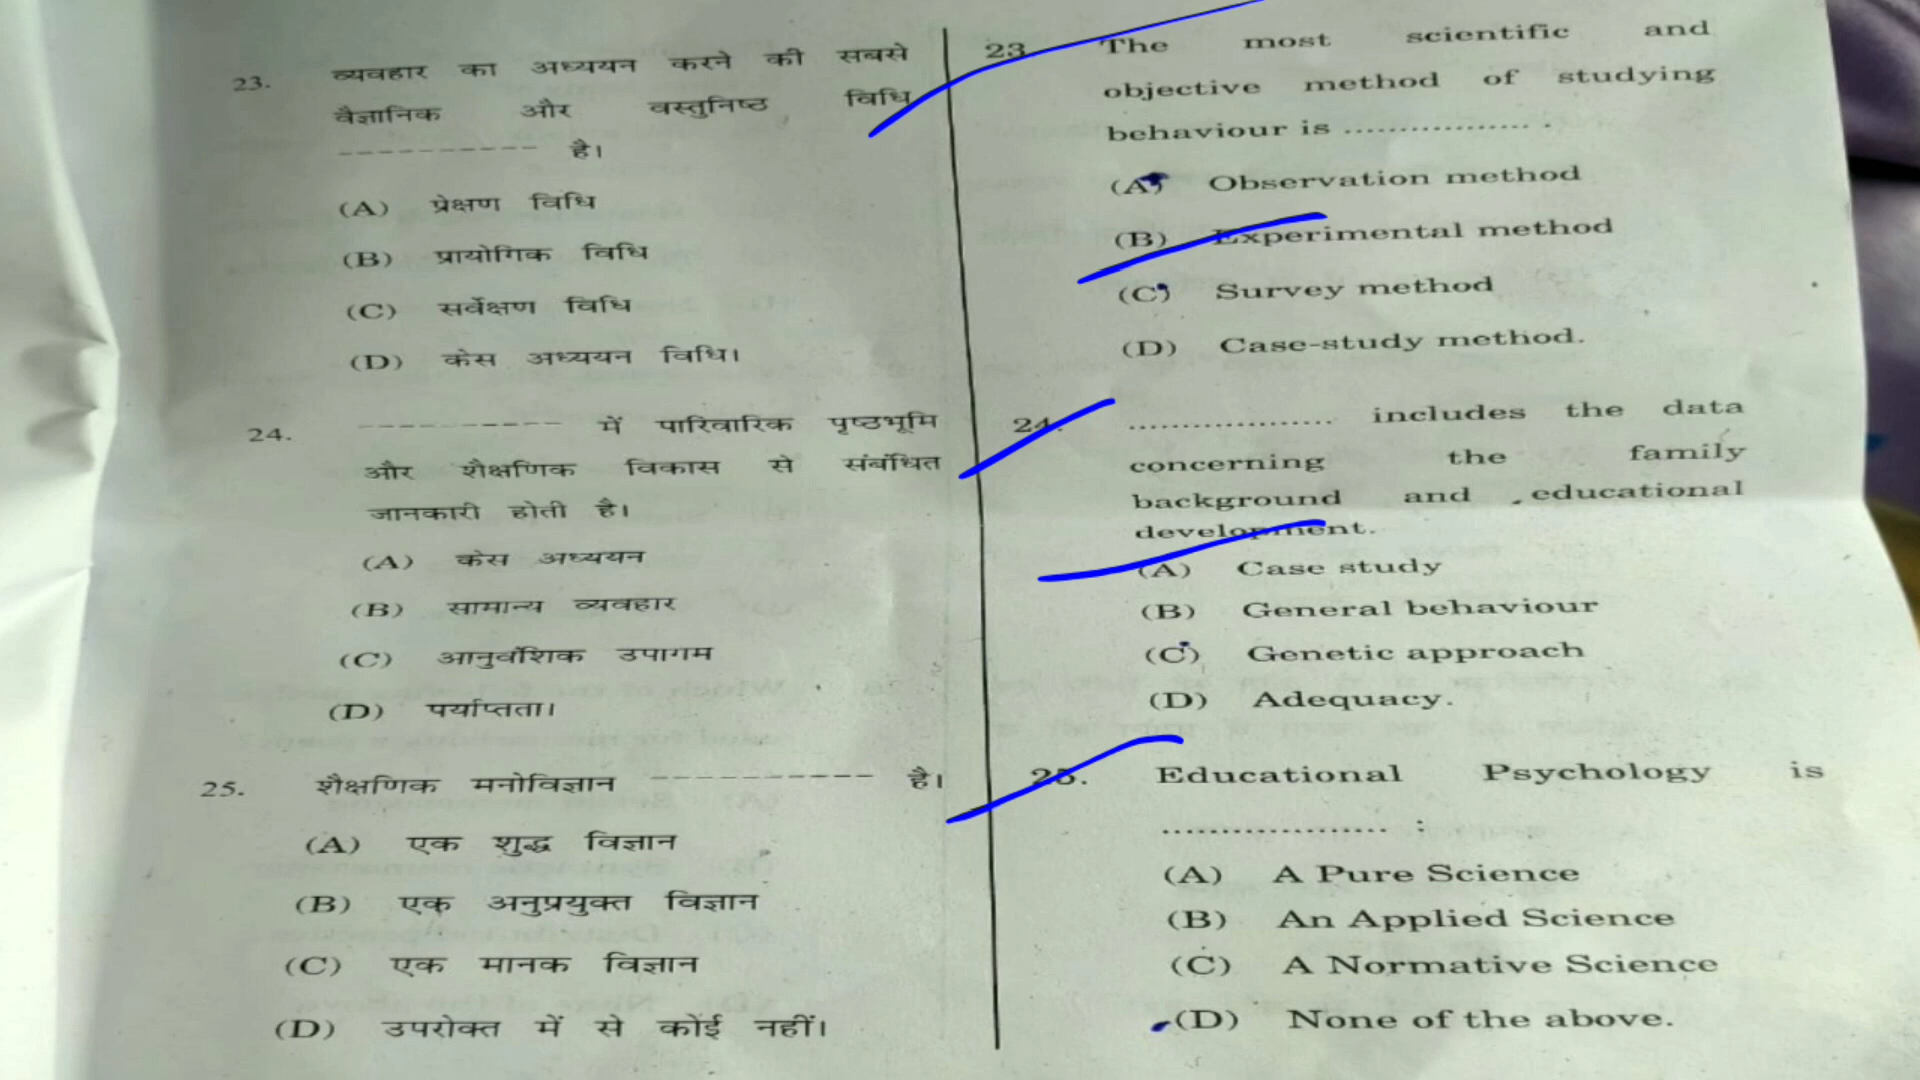 23. व्यवहार का अध्ययन करने की सबसे
वैज्ञानिक और वस्तुनिष्ठ विधि
---------- है।
(A) प्रेक्षण विधि
(B) प्रायोगिक विधि
(C) सर्वेक्षण विधि
(D) केस अध्ययन विधि।
24. ---------- में पारिवारिक पृष्ठभूमि
और शैक्षणिक विकास से संबंधित
जानकारी होती है।
(A) केस अध्ययन
(B) सामान्य व्यवहार
(C) आनुवंशिक उपागम
(D) पर्याप्तता।
25. शैक्षणिक मनोविज्ञान ----------- है।
(A) एक शुद्ध विज्ञान
(B) एक अनुप्रयुक्त विज्ञान
(C) एक मानक विज्ञान
(D) उपरोक्त में से कोई नहीं।
23. The most scientific and
objective method of studying
behaviour is .................. .
(A) Observation method
(B) Experimental method
(C) Survey method
(D) Case-study method.
24. ................... includes the data
concerning the family
background and educational
development.
(A) Case study
(B) General behaviour
(C) Genetic approach
(D) Adequacy.
25. Educational Psychology is
.................... :
(A) A Pure Science
(B) An Applied Science
(C) A Normative Science
(D) None of the above.